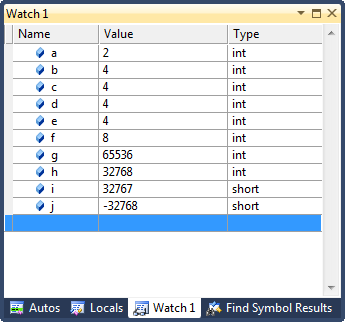 Watch 1
Name Value Type
a 2 int
b 4 int
c 4 int
d 4 int
e 4 int
f 8 int
g 65536 int
h 32768 int
i 32767 short
j -32768 short
Autos Locals Watch 1 Find Symbol Results